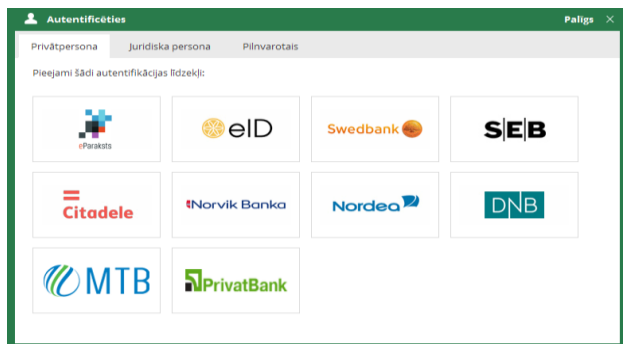 Autentificēties Palīgs
Privātpersona Juridiska persona Pilnvarotais
Pieejami šādi autentifikācijas līdzekļi:
eParaksts eID Swedbank S|E|B
Citadele Norvik Banka Nordea DNB
MTB PrivatBank